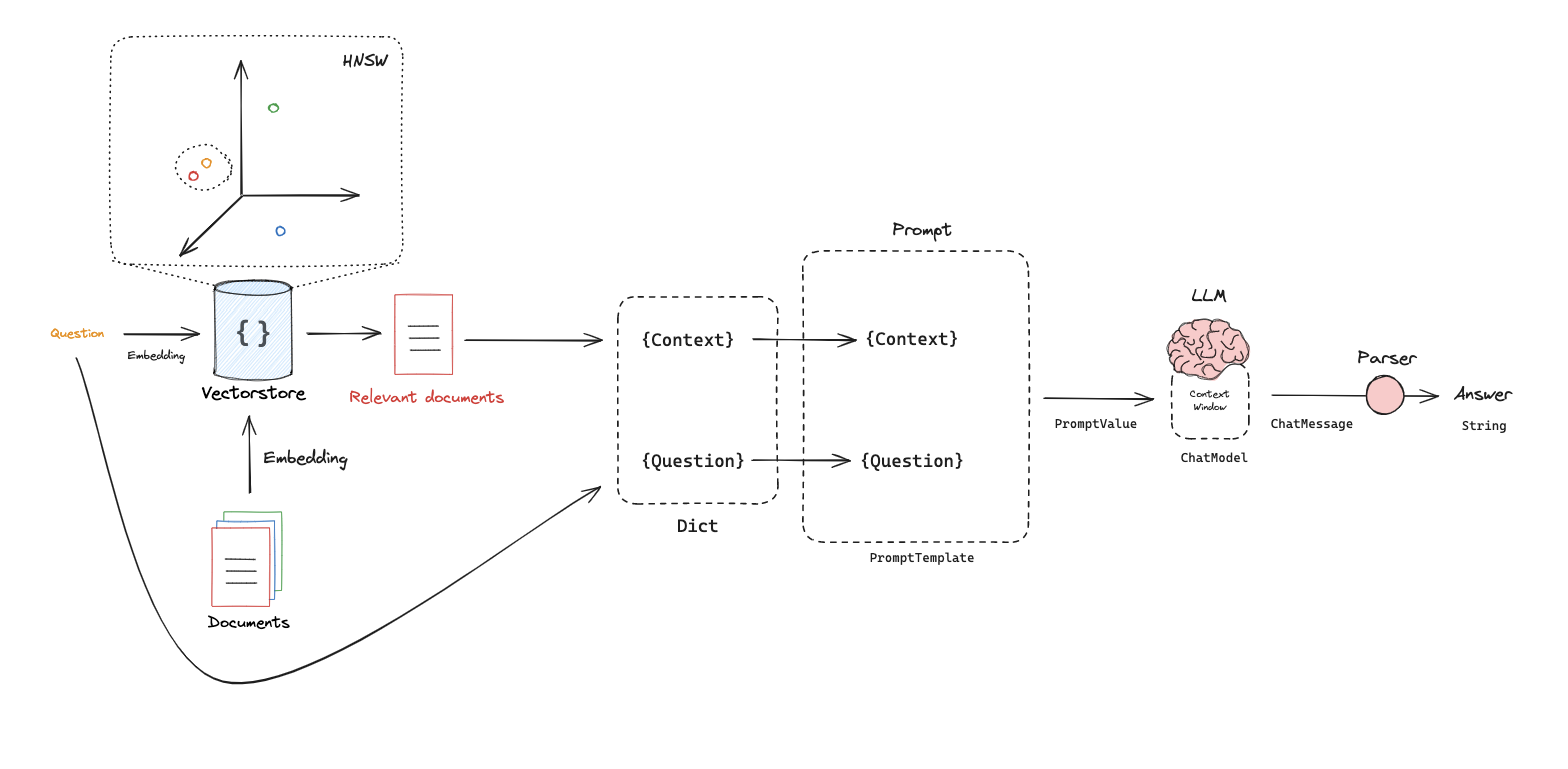 HNSW
Question
Embedding
{}
Vectorstore
Relevant documents
Embedding
Documents
{Context}
{Question}
Dict
Prompt
{Context}
{Question}
PromptTemplate
PromptValue
LLM
Context
Window
ChatModel
ChatMessage
Parser
Answer
String